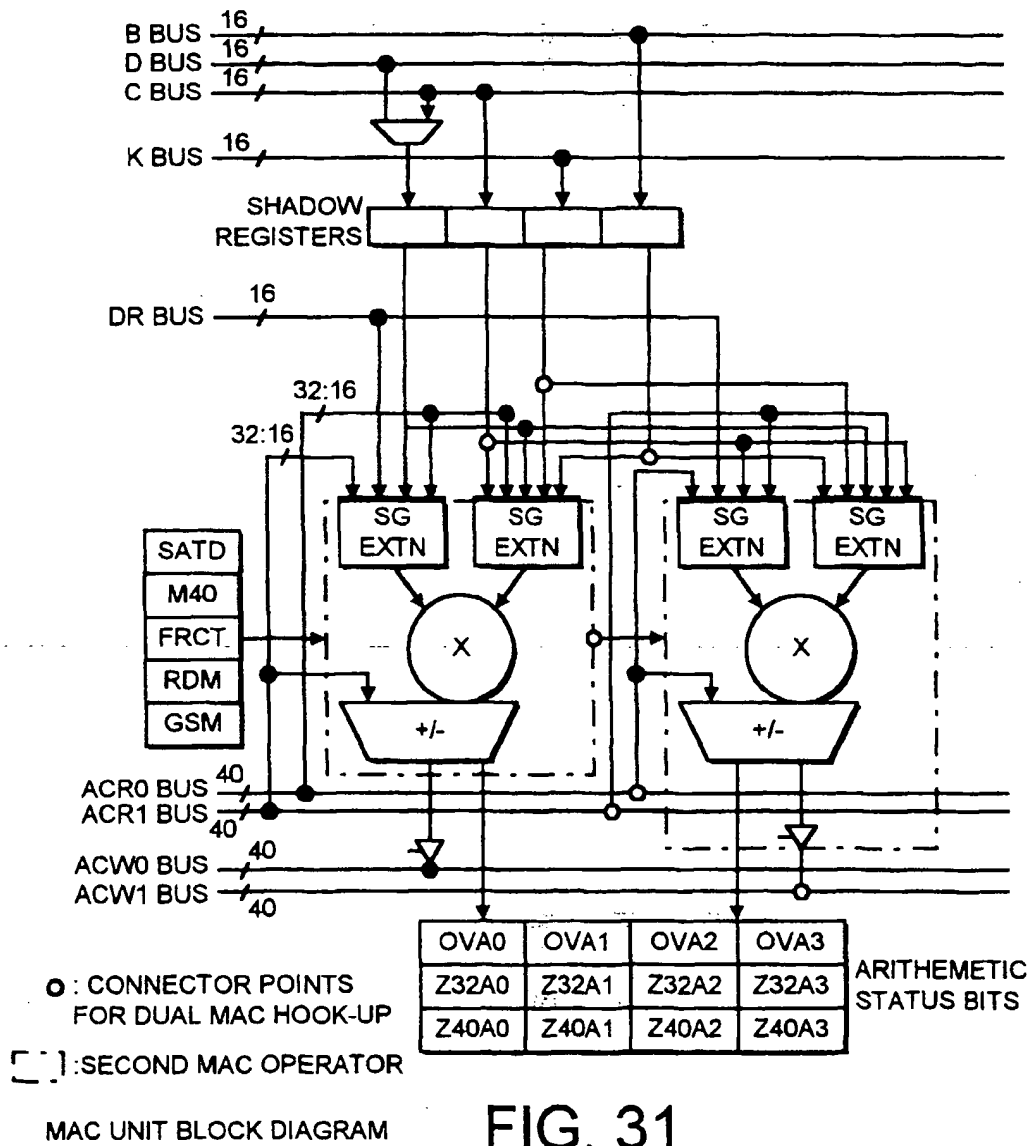 B BUS 16
D BUS 16
C BUS 16
K BUS 16
SHADOW
REGISTERS
DR BUS 16
32:16
32:16
SG
EXTN
SG
EXTN
SG
EXTN
SG
EXTN
SATD
M40
FRCT
RDM
GSM
X
X
+/-
+/-
ACR0 BUS 40
ACR1 BUS 40
ACW0 BUS 40
ACW1 BUS 40
OVA0 OVA1 OVA2 OVA3
Z32A0 Z32A1 Z32A2 Z32A3
Z40A0 Z40A1 Z40A2 Z40A3
ARITHEMETIC
STATUS BITS
: CONNECTOR POINTS
FOR DUAL MAC HOOK-UP
:SECOND MAC OPERATOR
MAC UNIT BLOCK DIAGRAM
FIG. 31